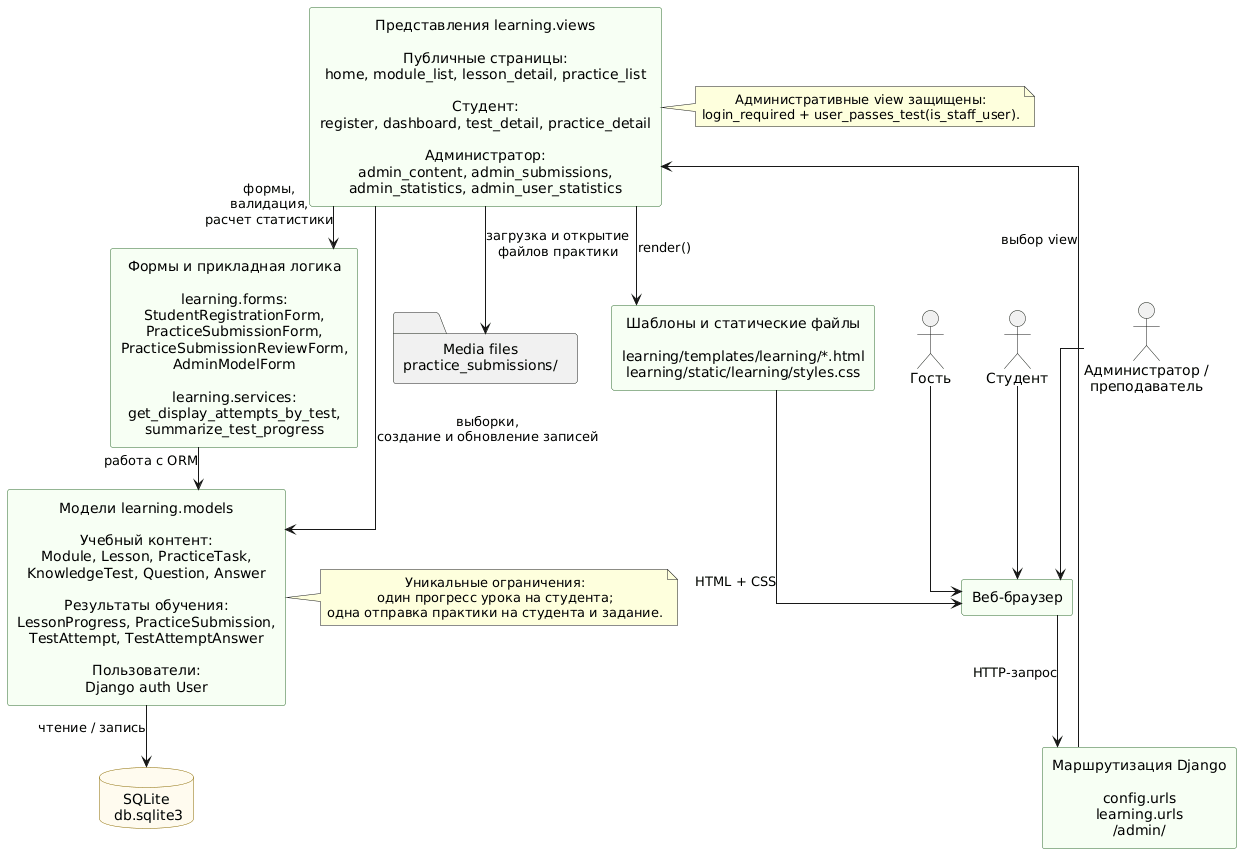 Представления learning.views
Публичные страницы:
home, module_list, lesson_detail, practice_list
Студент:
register, dashboard, test_detail, practice_detail
Администратор:
admin_content, admin_submissions,
admin_statistics, admin_user_statistics
Административные view защищены:
login_required + user_passes_test(is_staff_user).
формы,
валидация,
расчет статистики
загрузка и открытие
файлов практики
render()
выбор view
Формы и прикладная логика
learning.forms:
StudentRegistrationForm,
PracticeSubmissionForm,
PracticeSubmissionReviewForm,
AdminModelForm
learning.services:
get_display_attempts_by_test,
summarize_test_progress
Media files
practice_submissions/
Шаблоны и статические файлы
learning/templates/learning/*.html
learning/static/learning/styles.css
Гость
Студент
Администратор /
преподаватель
выборки,
создание и обновление записей
работа с ORM
Модели learning.models
Учебный контент:
Module, Lesson, PracticeTask,
KnowledgeTest, Question, Answer
Результаты обучения:
LessonProgress, PracticeSubmission,
TestAttempt, TestAttemptAnswer
Пользователи:
Django auth User
Уникальные ограничения:
один прогресс урока на студента;
одна отправка практики на студента и задание.
HTML + CSS
Веб-браузер
HTTP-запрос
чтение / запись
SQLite
db.sqlite3
Маршрутизация Django
config.urls
learning.urls
/admin/